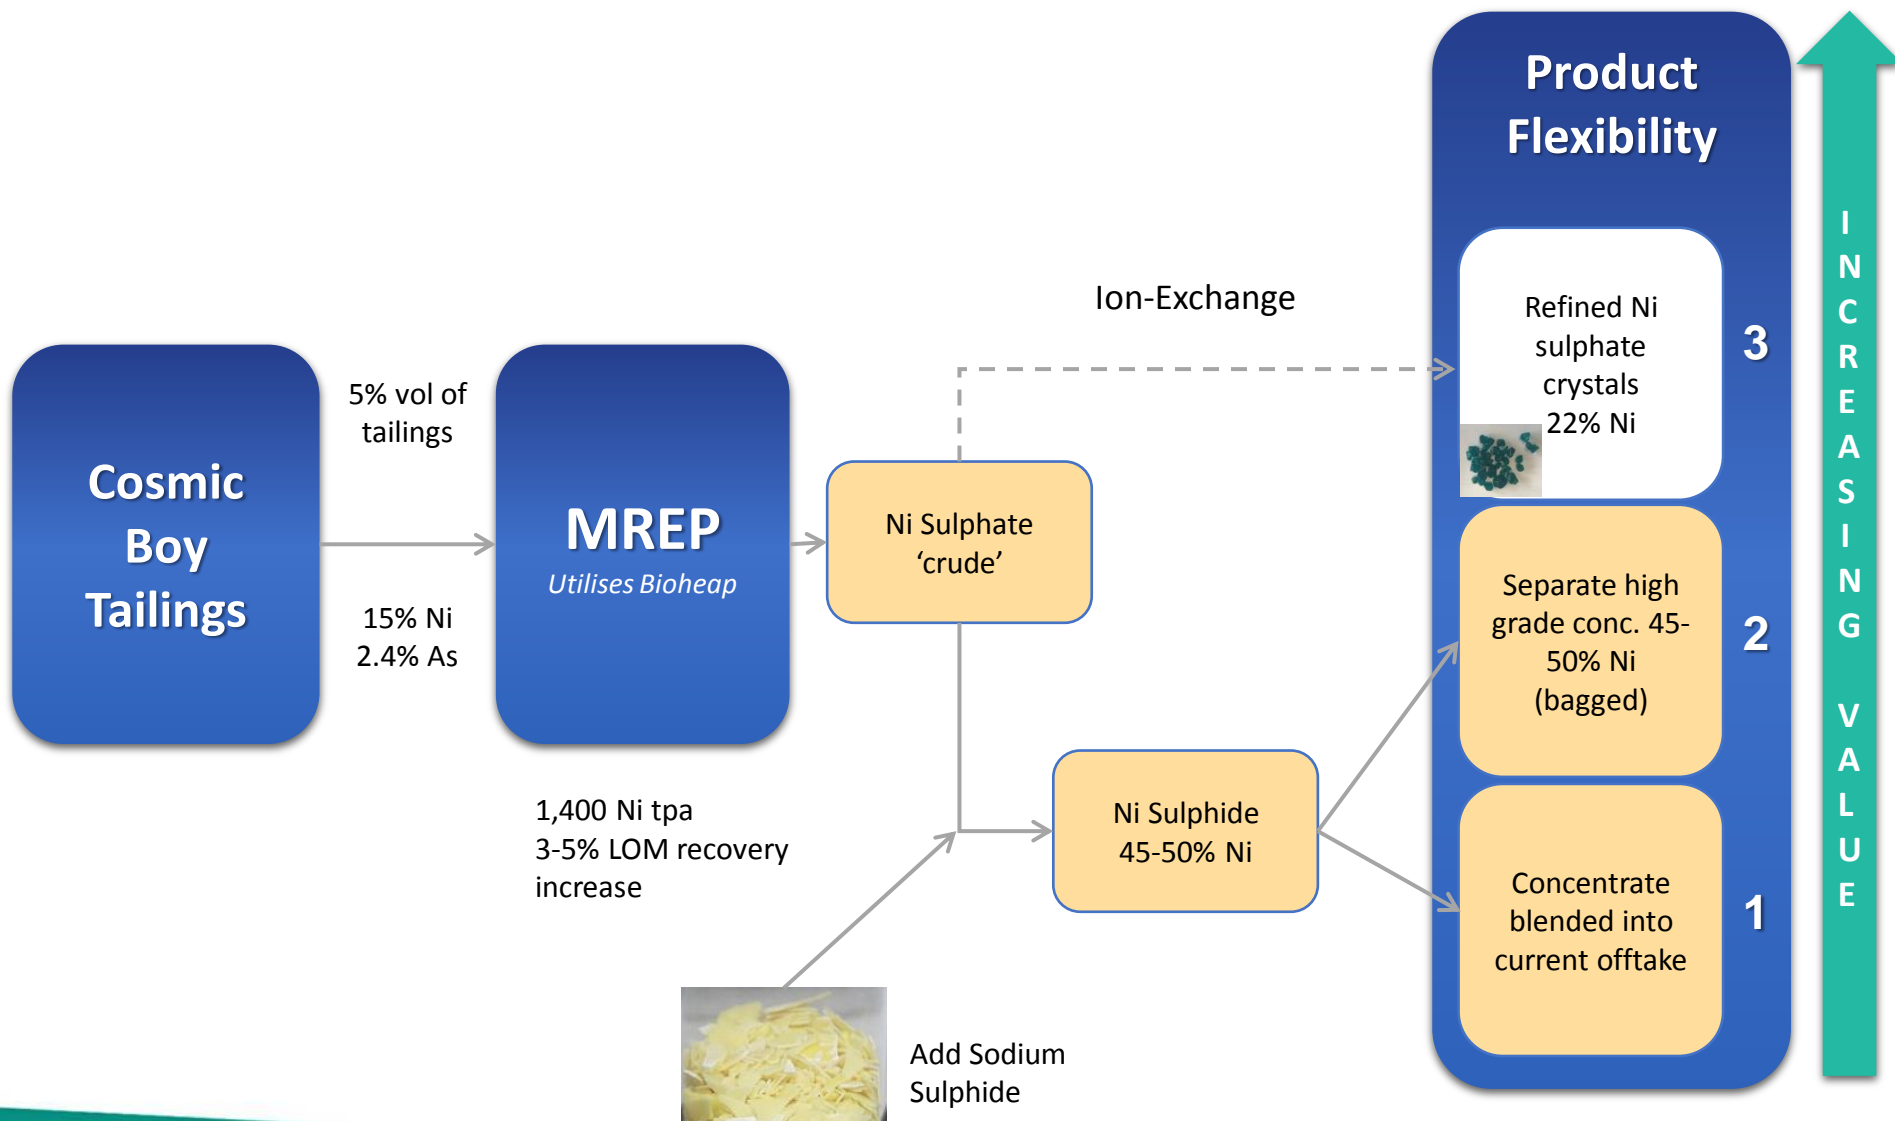 Cosmic
Boy
Tailings
5% vol of
tailings
15% Ni
2.4% As
MREP
Utilises Bioheap
1,400 Ni tpa
3-5% LOM recovery
increase
Ni Sulphate
‘crude’
Ion-Exchange
Add Sodium
Sulphide
Ni Sulphide
45-50% Ni
Product
Flexibility
Refined Ni
sulphate
crystals
22% Ni
3
Separate high
grade conc. 45-
50% Ni
(bagged)
2
Concentrate
blended into
current offtake
1
INCREASING VALUE